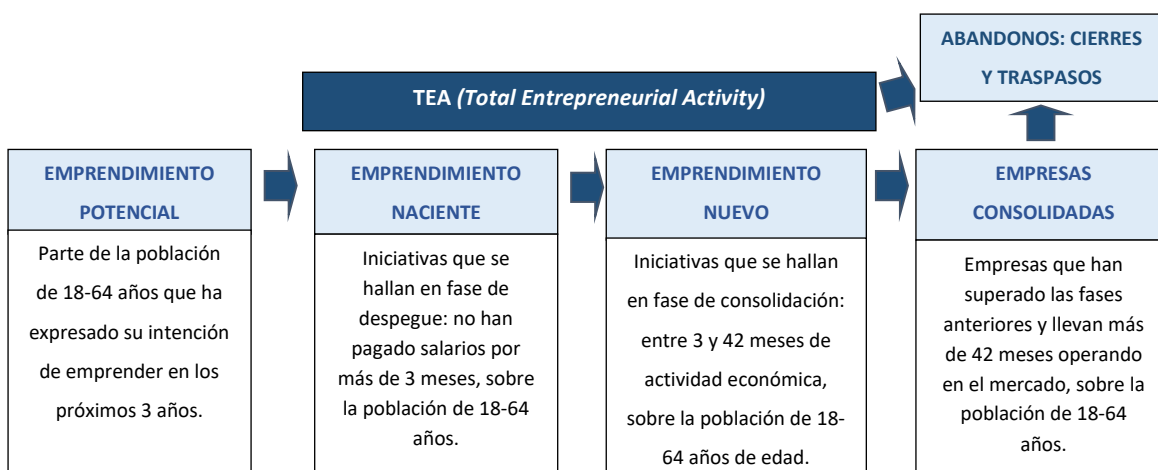 ABANDONOS: CIERRES
Y TRASPASOS
TEA (Total Entrepreneurial Activity)
EMPRENDIMIENTO
POTENCIAL
Parte de la población
de 18-64 años que ha
expresado su intención
de emprender en los
próximos 3 años.
EMPRENDIMIENTO
NACIENTE
Iniciativas que se
hallan en fase de
despegue: no han
pagado salarios por
más de 3 meses, sobre
la población de 18-64
años.
EMPRENDIMIENTO
NUEVO
Iniciativas que se hallan
en fase de consolidación:
entre 3 y 42 meses de
actividad económica,
sobre la población de 18-
64 años de edad.
EMPRESAS
CONSOLIDADAS
Empresas que han
superado las fases
anteriores y llevan más
de 42 meses operando
en el mercado, sobre la
población de 18-64
años.